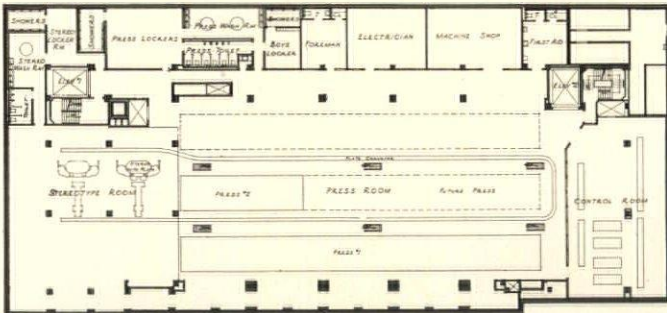 SHOWERS
STEREO
LOCKER
RM
STEREO
WASH RM
SHOWERS
PRESS LOCKERS
PRESS WASH RM
PRESS TOILET
SHOWERS
BOYS
LOCKER
FOREMAN
ELECTRICIAN
MACHINE SHOP
FIRST AID
TOILET
PLATE CONVEYOR
STEREOTYPE ROOM
PRESS #2
PRESS ROOM
FUTURE PRESS
CONTROL ROOM
PRESS #1